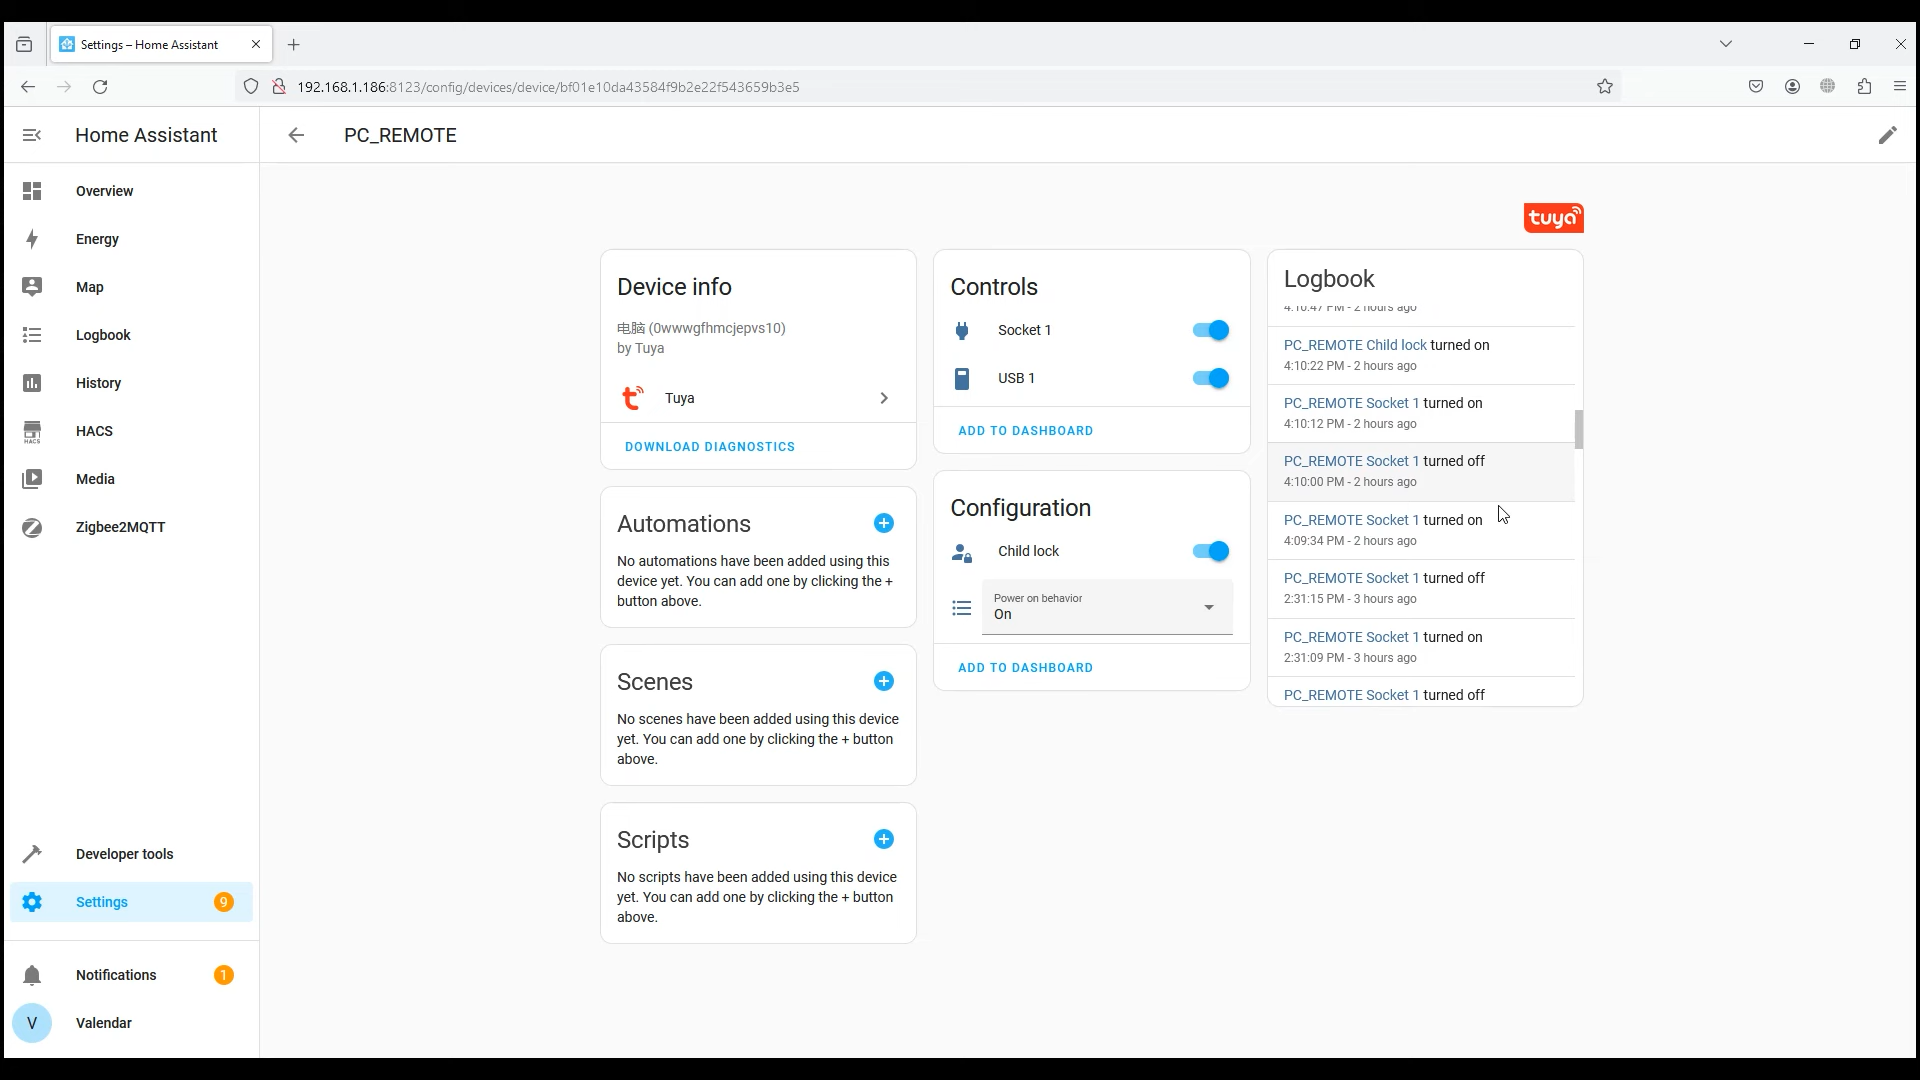 Settings – Home Assistant
192.168.1.186:8123/config/devices/device/bf01e10da43584f9b2e22f543659b3e5
Home Assistant
PC_REMOTE
Overview
Energy
Map
Logbook
History
HACS
HACS
Media
Zigbee2MQTT
Developer tools
Settings
9
Notifications
1
V
Valendar
tuya
Device info
电脑 (0wwwgfhmcjepvs10)
by Tuya
Tuya
DOWNLOAD DIAGNOSTICS
Automations
No automations have been added using this
device yet. You can add one by clicking the +
button above.
Scenes
No scenes have been added using this device
yet. You can add one by clicking the + button
above.
Scripts
No scripts have been added using this device
yet. You can add one by clicking the + button
above.
Controls
Socket 1
USB 1
ADD TO DASHBOARD
Configuration
Child lock
Power on behavior
On
ADD TO DASHBOARD
Logbook
4:10:47 PM - 2 hours ago
PC_REMOTE Child lock turned on
4:10:22 PM - 2 hours ago
PC_REMOTE Socket 1 turned on
4:10:12 PM - 2 hours ago
PC_REMOTE Socket 1 turned off
4:10:00 PM - 2 hours ago
PC_REMOTE Socket 1 turned on
4:09:34 PM - 2 hours ago
PC_REMOTE Socket 1 turned off
2:31:15 PM - 3 hours ago
PC_REMOTE Socket 1 turned on
2:31:09 PM - 3 hours ago
PC_REMOTE Socket 1 turned off